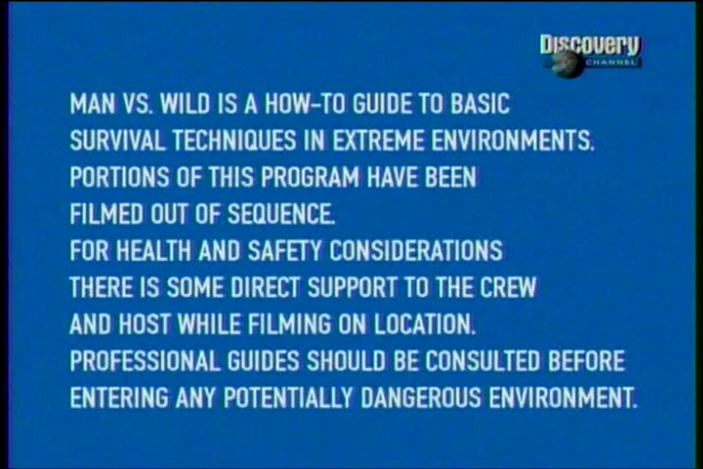 Discovery
CHANNEL
MAN VS. WILD IS A HOW-TO GUIDE TO BASIC
SURVIVAL TECHNIQUES IN EXTREME ENVIRONMENTS.
PORTIONS OF THIS PROGRAM HAVE BEEN
FILMED OUT OF SEQUENCE.
FOR HEALTH AND SAFETY CONSIDERATIONS
THERE IS SOME DIRECT SUPPORT TO THE CREW
AND HOST WHILE FILMING ON LOCATION.
PROFESSIONAL GUIDES SHOULD BE CONSULTED BEFORE
ENTERING ANY POTENTIALLY DANGEROUS ENVIRONMENT.